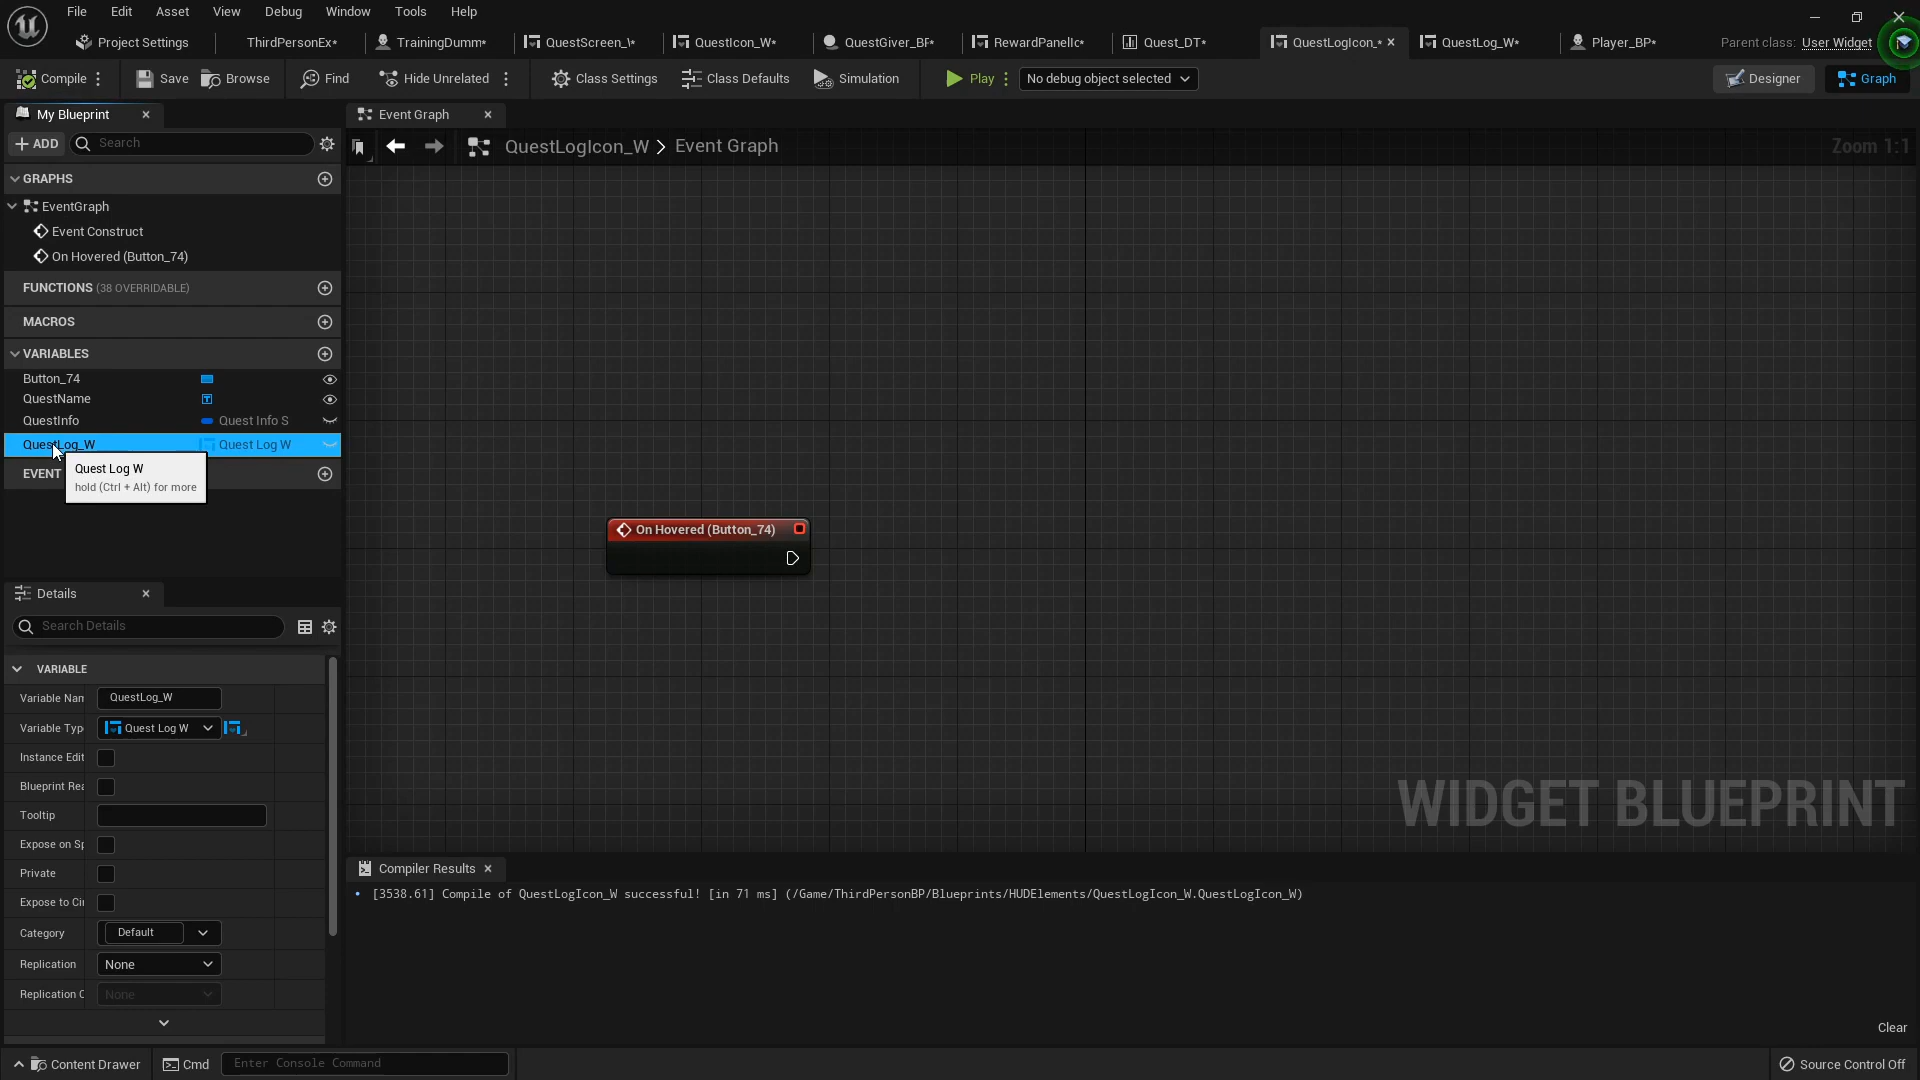 File Edit Asset View Debug Window Tools Help
Project Settings
ThirdPersonEx*
TrainingDumm*
QuestScreen_\*
QuestIcon_W*
QuestGiver_BF*
RewardPanelIc*
Quest_DT*
QuestLogIcon_*
QuestLog_W*
Player_BP*
Parent class: User Widget
Compile
Save
Browse
Find
Hide Unrelated
Class Settings
Class Defaults
Simulation
Play
No debug object selected
Designer
Graph
My Blueprint
Event Graph
ADD
Search
QuestLogIcon_W > Event Graph
Zoom 1:1
GRAPHS
EventGraph
Event Construct
On Hovered (Button_74)
FUNCTIONS (38 OVERRIDABLE)
MACROS
VARIABLES
Button_74
QuestName
QuestInfo Quest Info S
QuestLog_W Quest Log W
EVENT
Quest Log W
hold (Ctrl + Alt) for more
On Hovered (Button_74)
Details
Search Details
VARIABLE
Variable Nan QuestLog_W
Variable Typ Quest Log W
Instance Edit
Blueprint Rea
Tooltip
Expose on Sp
Private
Expose to Cin
Category Default
Replication None
Replication C None
WIDGET BLUEPRINT
Compiler Results
[3538.61] Compile of QuestLogIcon_W successful! [in 71 ms] (/Game/ThirdPersonBP/Blueprints/HUDElements/QuestLogIcon_W.QuestLogIcon_W)
Clear
Content Drawer
Cmd
Enter Console Command
Source Control Off